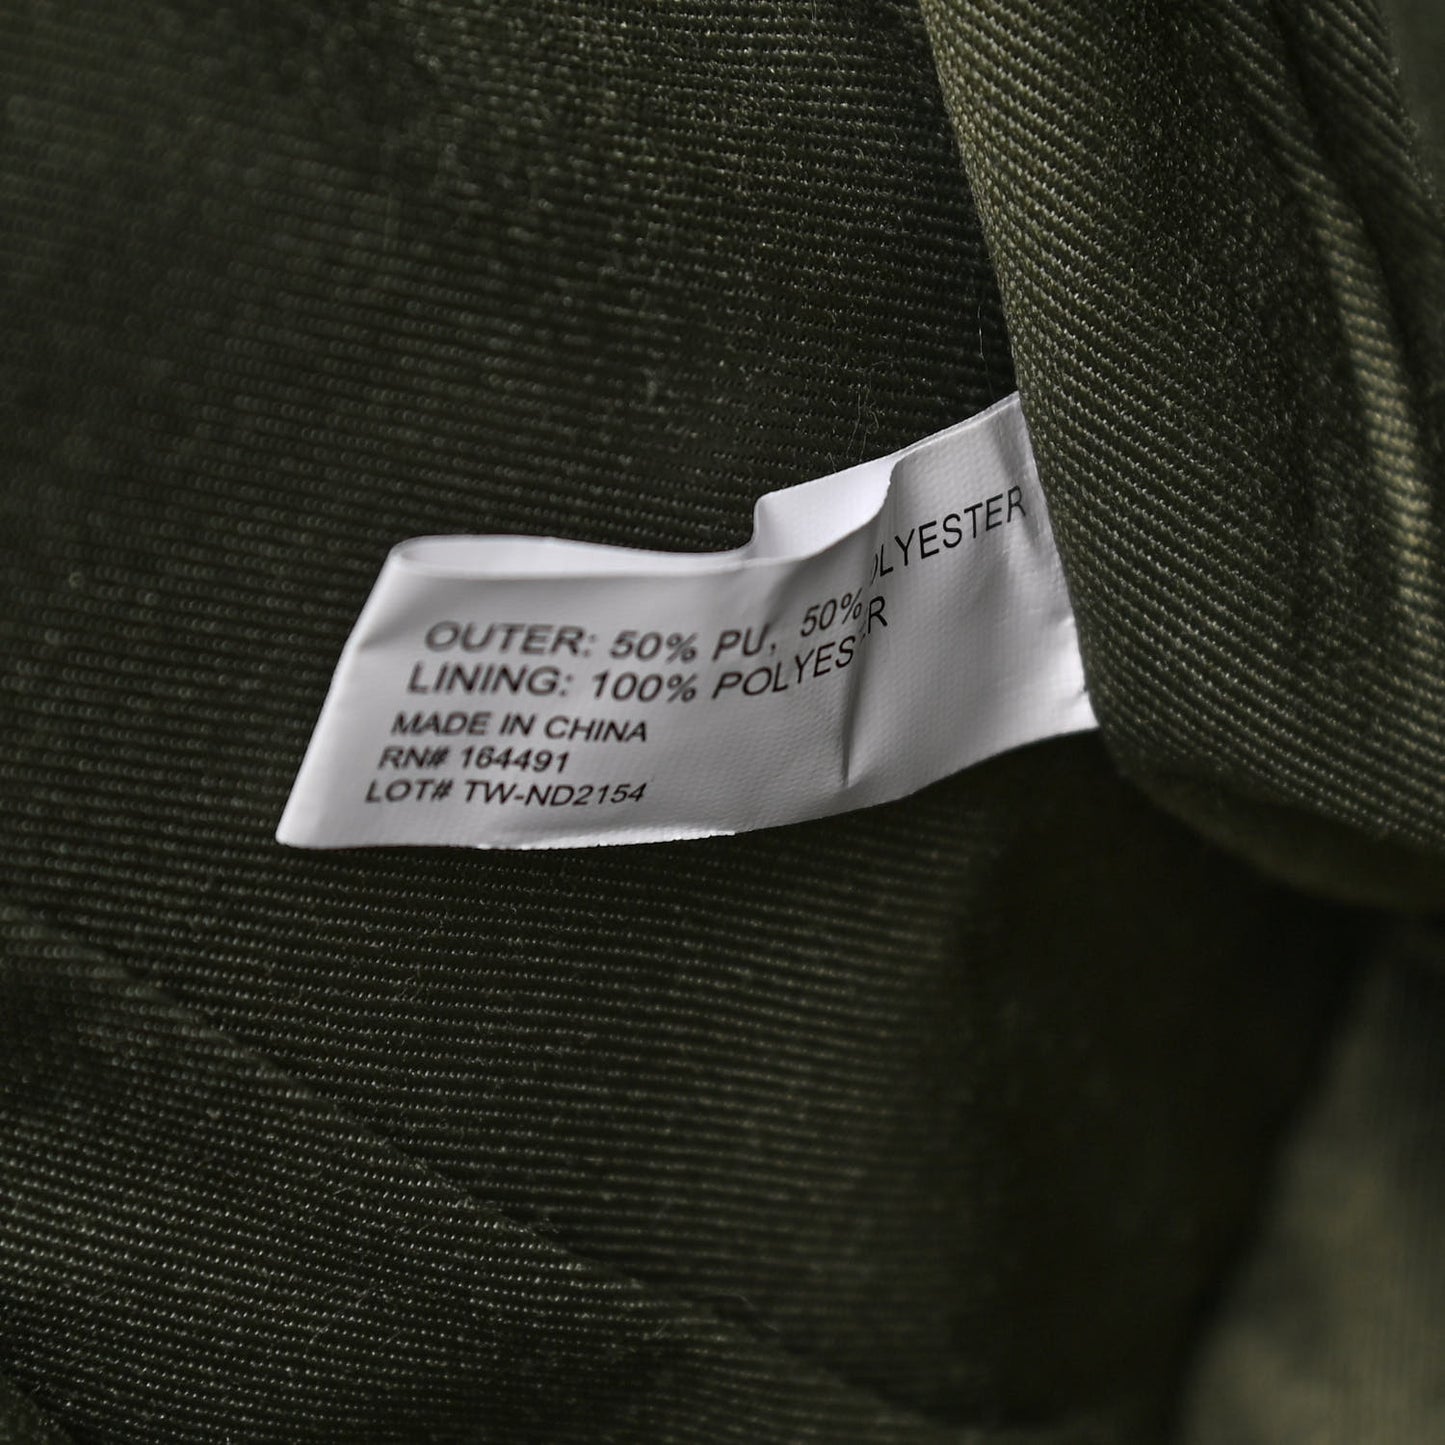 OUTER: 50% PU, 50% POLYESTER
LINING: 100% POLYESTER
MADE IN CHINA
RN# 164491
LOT# TW-ND2154